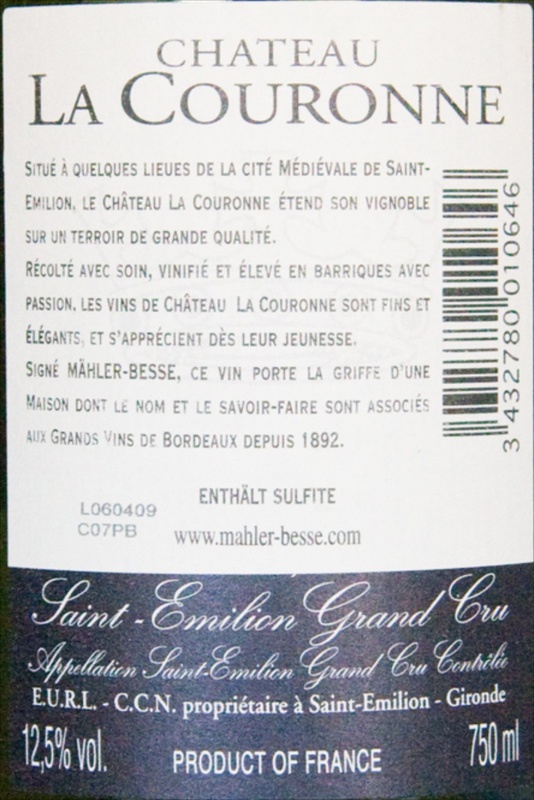 CHATEAU
LA COURONNE
SITUÉ À QUELQUES LIEUES DE LA CITÉ MÉDIÉVALE DE SAINT-
EMILION, LE CHÂTEAU LA COURONNE ÉTEND SON VIGNOBLE
SUR UN TERROIR DE GRANDE QUALITÉ.
RÉCOLTÉ AVEC SOIN, VINIFIÉ ET ÉLEVÉ EN BARRIQUES AVEC
PASSION, LES VINS DE CHÂTEAU LA COURONNE SONT FINS ET
ÉLÉGANTS, ET S'APPRÉCIENT DÈS LEUR JEUNESSE.
SIGNÉ MÄHLER-BESSE, CE VIN PORTE LA GRIFFE D'UNE
MAISON DONT LE NOM ET LE SAVOIR-FAIRE SONT ASSOCIÉS
AUX GRANDS VINS DE BORDEAUX DEPUIS 1892.
3 432780 010646
ENTHÄLT SULFITE
L060409
C07PB
www.mahler-besse.com
Saint-Emilion Grand Cru
Appellation Saint-Emilion Grand Cru Contrôlée
E.U.R.L. - C.C.N. propriétaire à Saint-Emilion - Gironde
12,5% vol.
PRODUCT OF FRANCE
750 ml